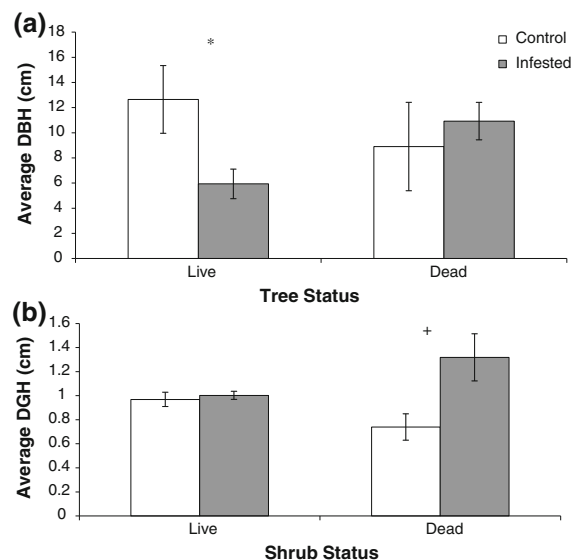 (a)
18
16
14
12
10
8
6
4
2
0
Average DBH (cm)
*
Control
Infested
Live Dead
Tree Status
(b)
1.6
1.4
1.2
1
0.8
0.6
0.4
0.2
0
Average DGH (cm)
+
Live Dead
Shrub Status